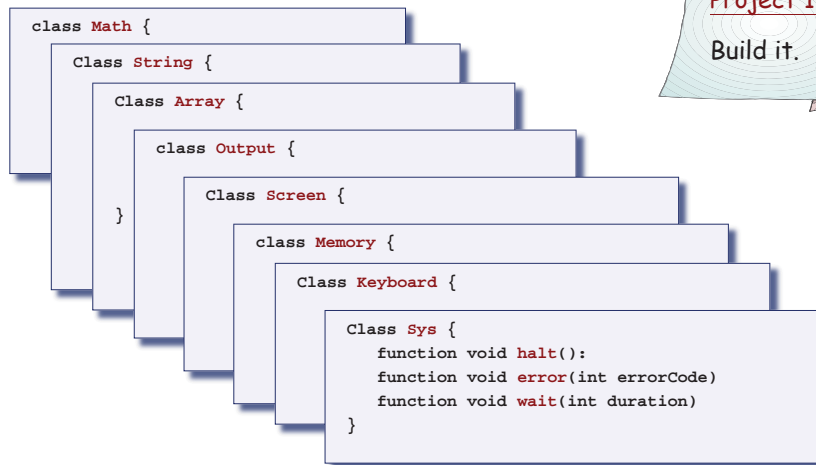 class Math {
Class String {
Class Array {
class Output {
Class Screen {
}
class Memory {
Class Keyboard {
Class Sys {
function void halt():
function void error(int errorCode)
function void wait(int duration)
}
Project
Build it.